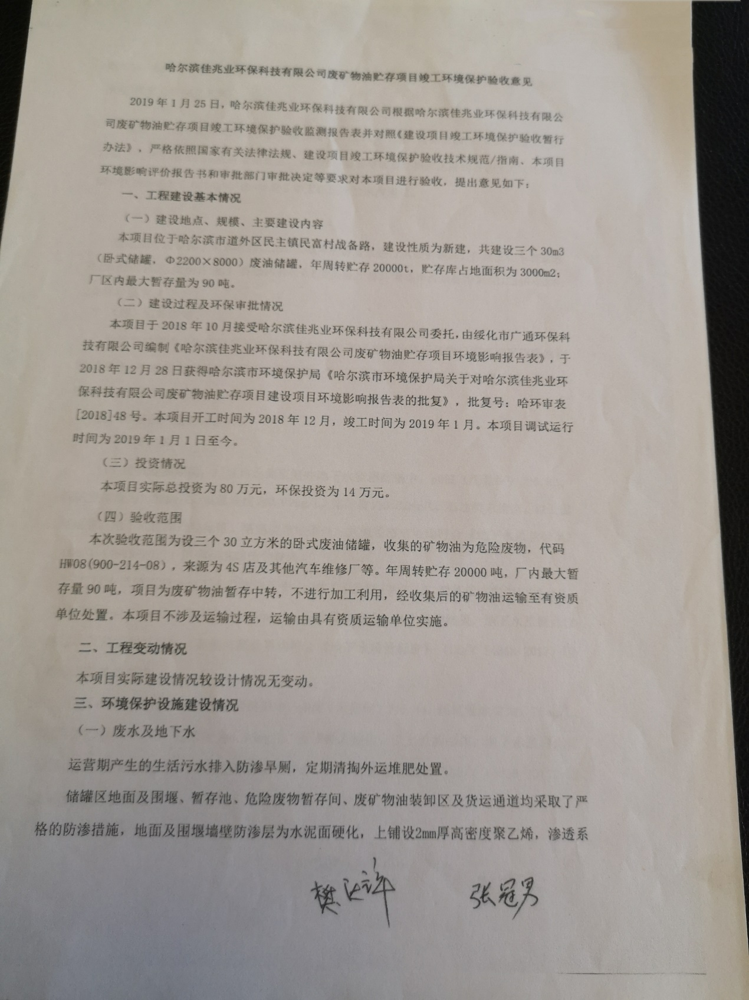 哈尔滨佳兆业环保科技有限公司废矿物油贮存项目竣工环境保护验收意见
2019 年 1 月 25 日，哈尔滨佳兆业环保科技有限公司根据哈尔滨佳兆业环保科技有限公
司废矿物油贮存项目竣工环境保护验收监测报告表并对照《建设项目竣工环境保护验收暂行
办法》，严格依照国家有关法律法规、建设项目竣工环境保护验收技术规范/指南、本项目
环境影响评价报告书和审批部门审批决定等要求对本项目进行验收，提出意见如下：
一、工程建设基本情况
（一）建设地点、规模、主要建设内容
本项目位于哈尔滨市道外区民主镇民富村战备路，建设性质为新建，共建设三个 30m3
（卧式储罐，Φ2200×8000）废油储罐，年周转贮存 20000t，贮存库占地面积为 3000m2；
厂区内最大暂存量为 90 吨。
（二）建设过程及环保审批情况
本项目于 2018 年 10 月接受哈尔滨佳兆业环保科技有限公司委托，由绥化市广通环保科
技有限公司编制《哈尔滨佳兆业环保科技有限公司废矿物油贮存项目环境影响报告表》，于
2018 年 12 月 28 日获得哈尔滨市环境保护局《哈尔滨市环境保护局关于对哈尔滨佳兆业环
保科技有限公司废矿物油贮存项目建设项目环境影响报告表的批复》，批复号：哈环审表
[2018]48 号。本项目开工时间为 2018 年 12 月，竣工时间为 2019 年 1 月。本项目调试运行
时间为 2019 年 1 月 1 日至今。
（三）投资情况
本项目实际总投资为 80 万元，环保投资为 14 万元。
（四）验收范围
本次验收范围为设三个 30 立方米的卧式废油储罐，收集的矿物油为危险废物，代码
HW08(900-214-08)，来源为 4S 店及其他汽车维修厂等。年周转贮存 20000 吨，厂内最大暂
存量 90 吨，项目为废矿物油暂存中转，不进行加工利用，经收集后的矿物油运输至有资质
单位处置。本项目不涉及运输过程，运输由具有资质运输单位实施。
二、工程变动情况
本项目实际建设情况较设计情况无变动。
三、环境保护设施建设情况
（一）废水及地下水
运营期产生的生活污水排入防渗旱厕，定期清掏外运堆肥处置。
储罐区地面及围堰、暂存池、危险废物暂存间、废矿物油装卸区及货运通道均采取了严
格的防渗措施，地面及围堰墙壁防渗层为水泥面硬化，上铺设2mm厚高密度聚乙烯，渗透系
樊 张冠男